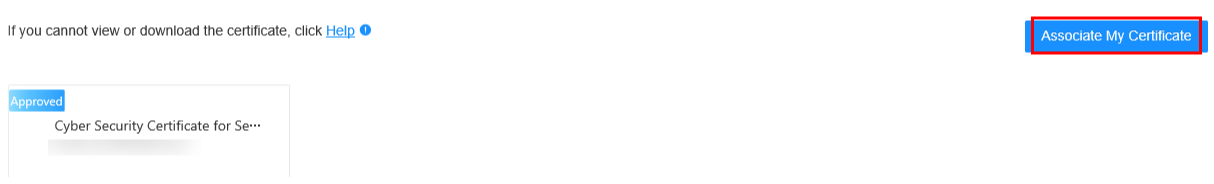 If you cannot view or download the certificate, click Help
Associate My Certificate
Approved
Cyber Security Certificate for Se···